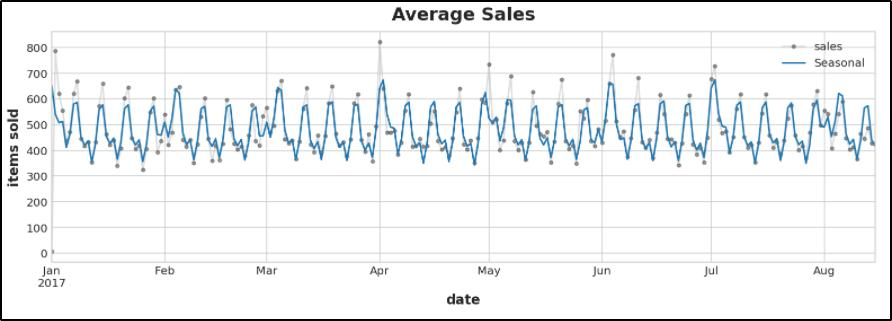 Average Sales
sales
Seasonal
items sold
800
700
600
500
400
300
200
100
0
Jan
2017
Feb
Mar
Apr
May
Jun
Jul
Aug
date